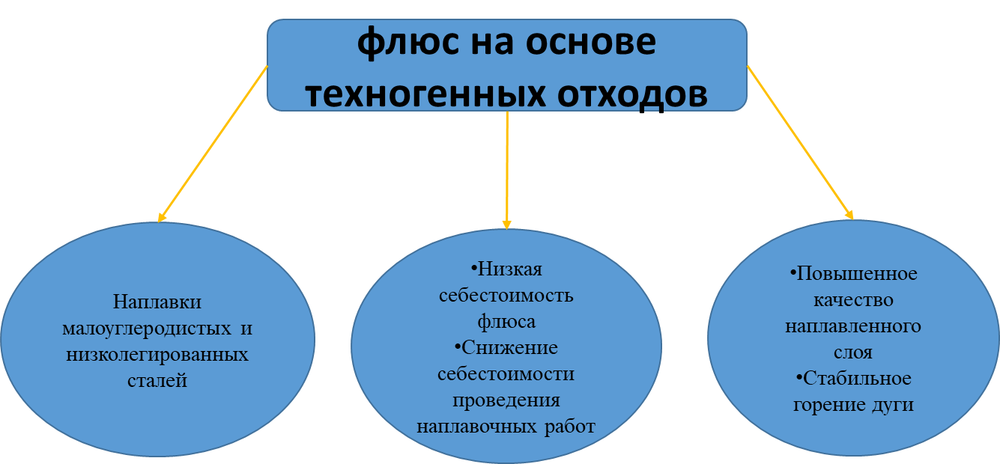 флюс на основе
техногенных отходов
Наплавки
малоуглеродистых и
низколегированных
сталей
•Низкая
себестоимость
флюса
•Снижение
себестоимости
проведения
наплавочных работ
•Повышенное
качество
наплавленного
слоя
•Стабильное
горение дуги